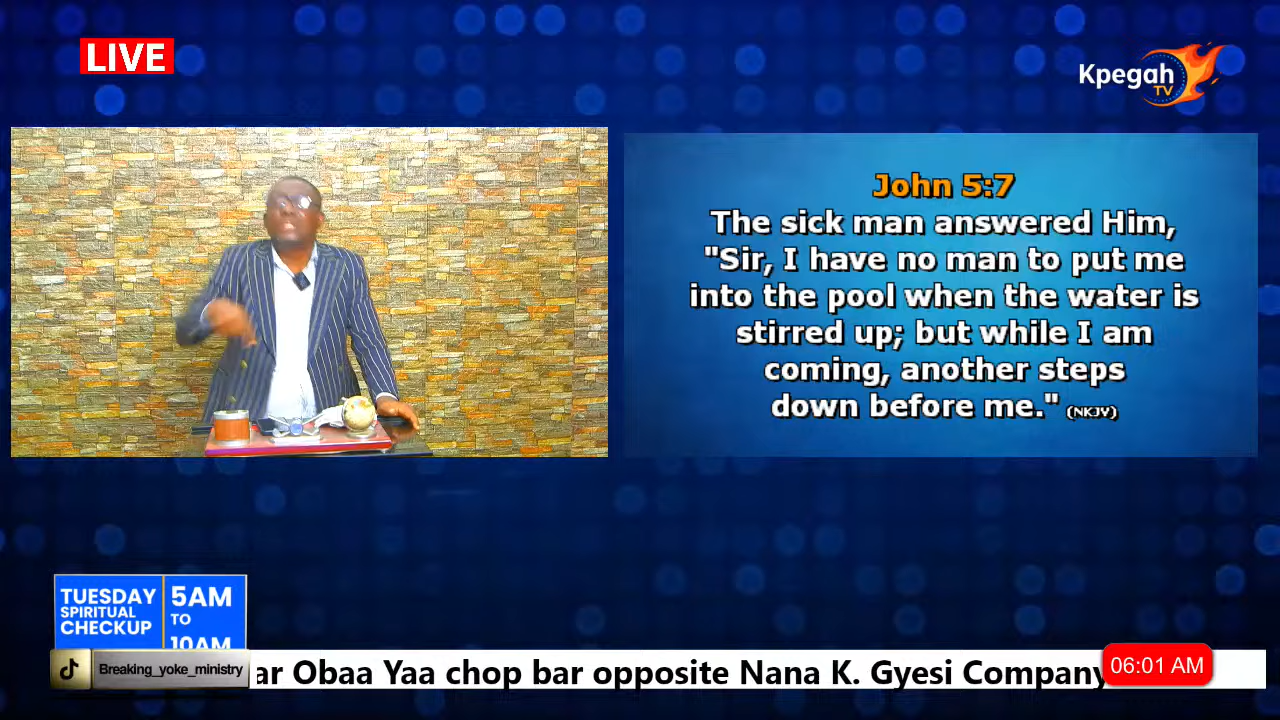 LIVE
Kpegah
TV
John 5:7
The sick man answered Him,
"Sir, I have no man to put me
into the pool when the water is
stirred up; but while I am
coming, another steps
down before me." (NKJV)
TUESDAY
SPIRITUAL
CHECKUP
5AM
TO
10AM
Breaking_yoke_ministry
ar Obaa Yaa chop bar opposite Nana K. Gyesi Company
06:01 AM